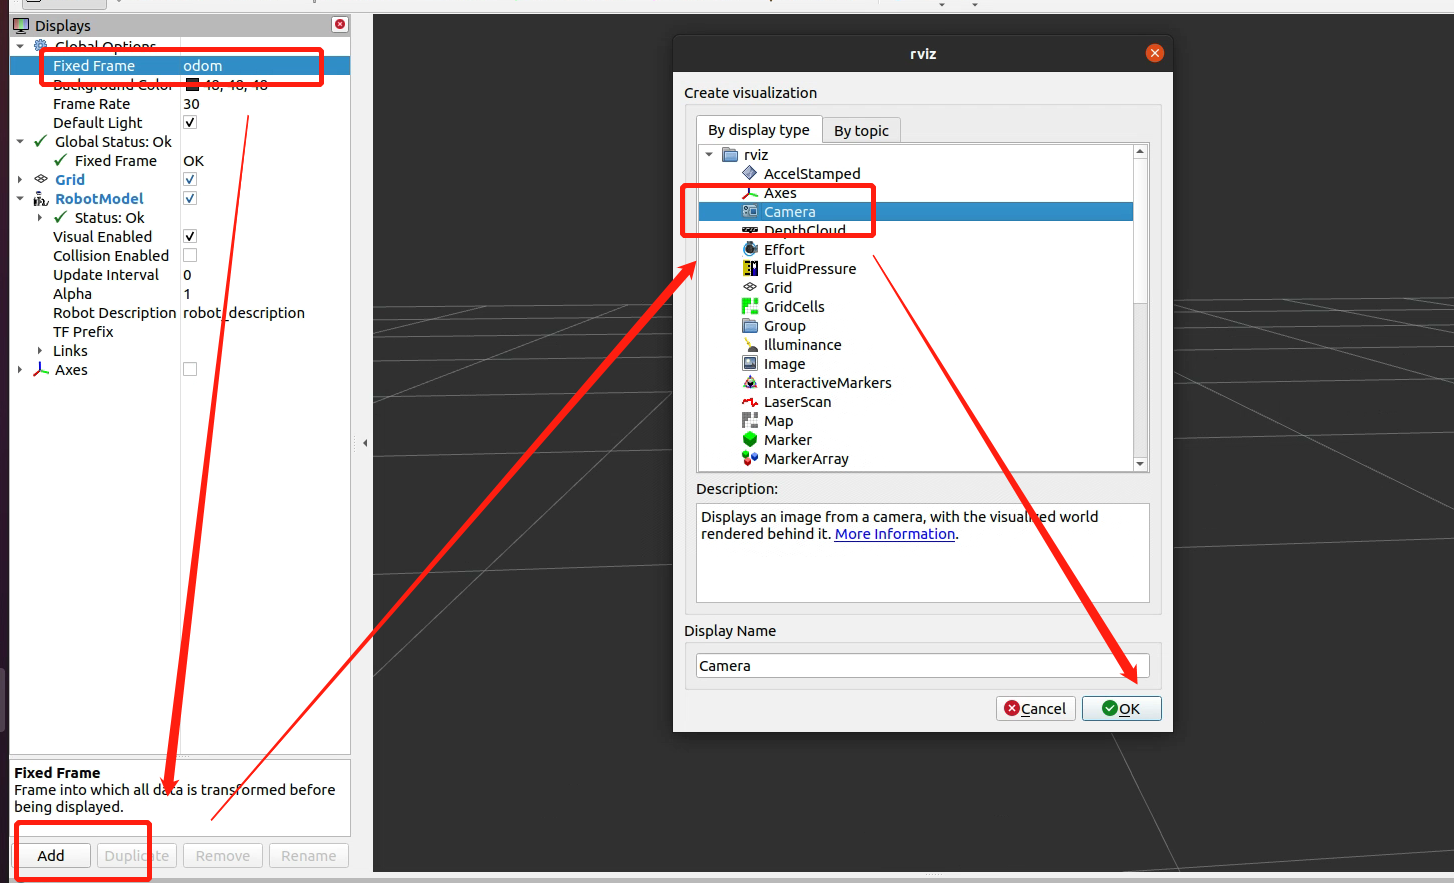 Displays
Global Options
Fixed Frame odom
Background Color 48; 48; 48
Frame Rate 30
Default Light
Global Status: Ok
Fixed Frame OK
Grid
RobotModel
Status: Ok
Visual Enabled
Collision Enabled
Update Interval 0
Alpha 1
Robot Description robot_description
TF Prefix
Links
Axes
Fixed Frame
Frame into which all data is transformed before
being displayed.
Add Duplicate Remove Rename
rviz
Create visualization
By display type By topic
rviz
AccelStamped
Axes
Camera
DepthCloud
Effort
FluidPressure
Grid
GridCells
Group
Illuminance
Image
InteractiveMarkers
LaserScan
Map
Marker
MarkerArray
Description:
Displays an image from a camera, with the visualized world
rendered behind it. More Information.
Display Name
Camera
Cancel OK